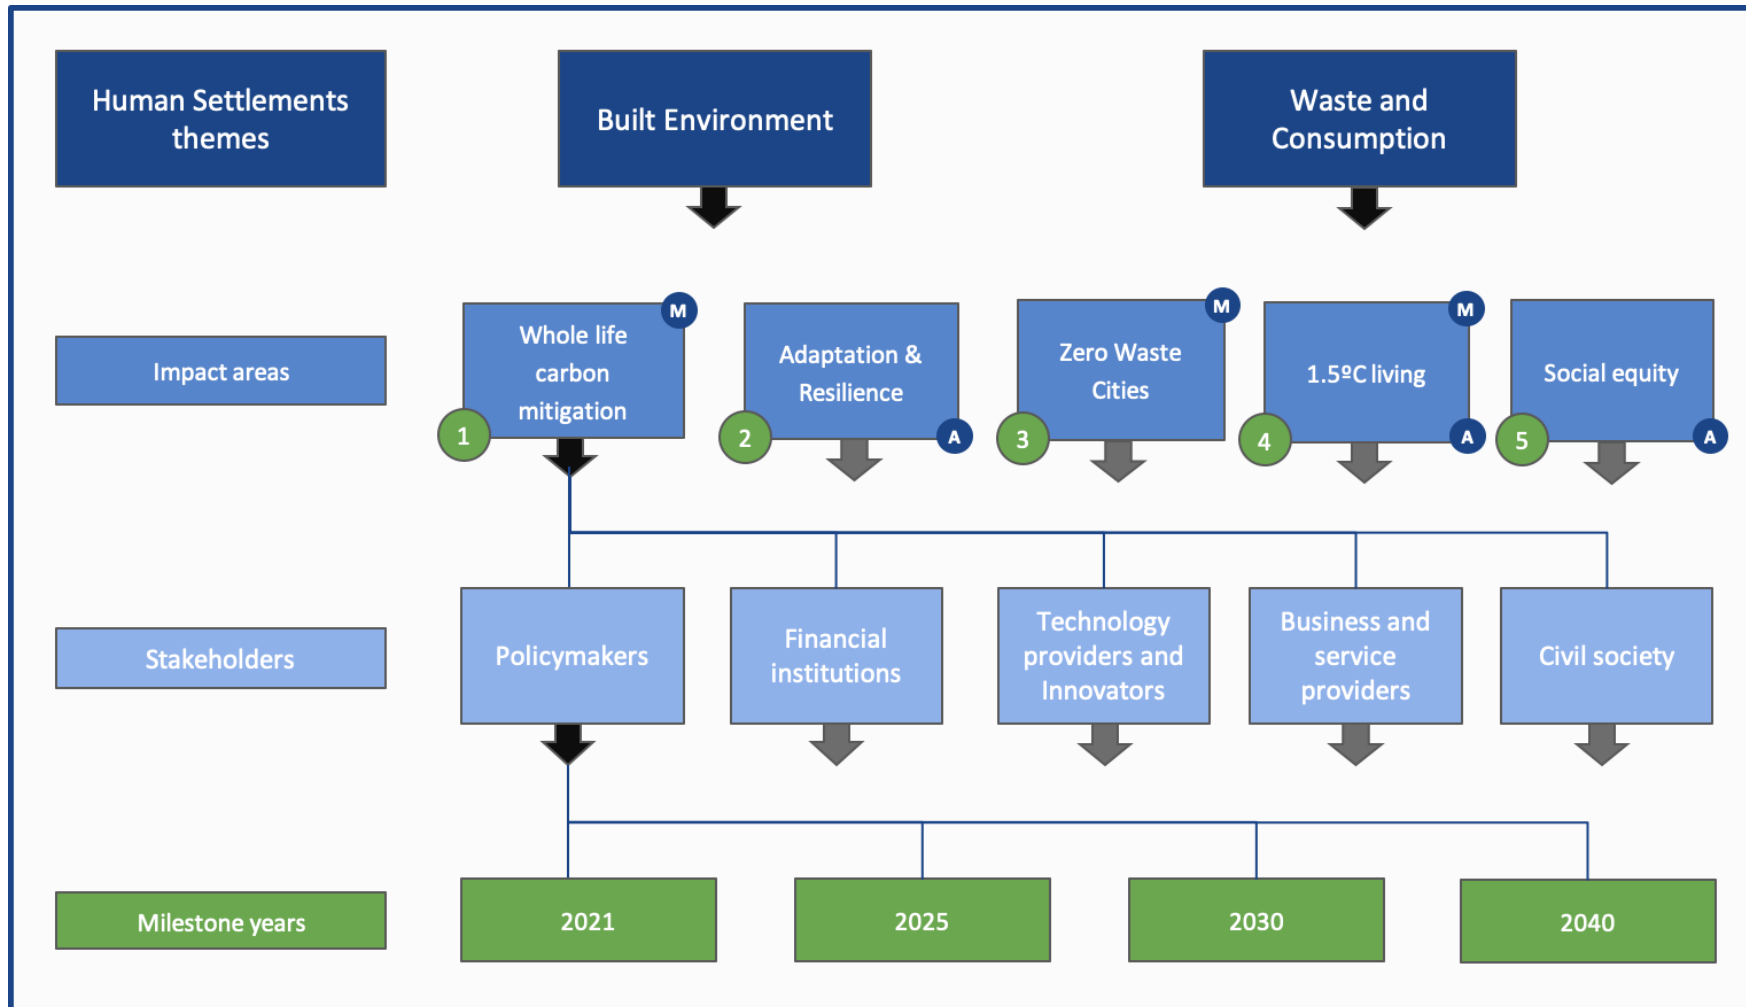 Human Settlements
themes
Built Environment
Waste and
Consumption
Impact areas
Whole life
carbon
mitigation
M
1
Adaptation &
Resilience
2
A
Zero Waste
Cities
M
3
1.5ºC living
M
4
A
Social equity
5
A
Stakeholders
Policymakers
Financial
institutions
Technology
providers and
Innovators
Business and
service
providers
Civil society
Milestone years
2021
2025
2030
2040